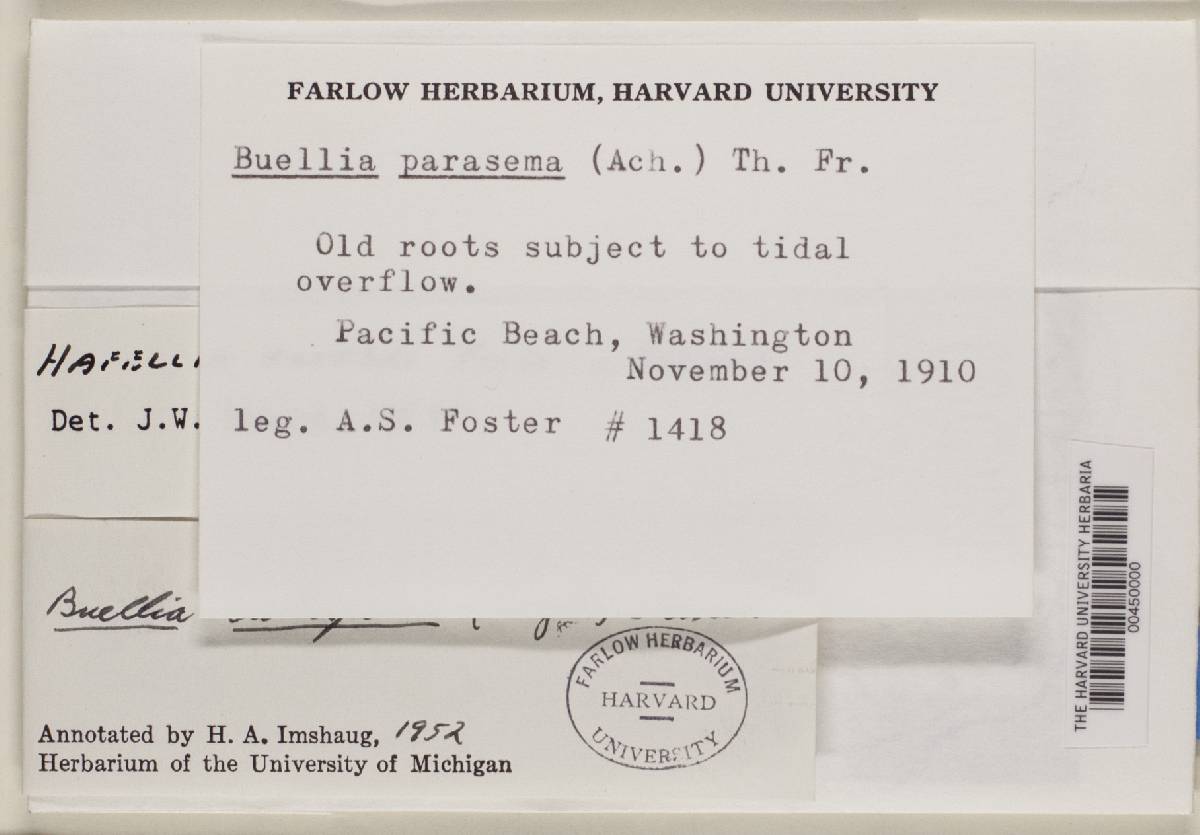 FARLOW HERBARIUM, HARVARD UNIVERSITY
Buellia parasema (Ach.) Th. Fr.
Old roots subject to tidal
overflow.
Pacific Beach, Washington
November 10, 1910
leg. A.S. Foster # 1418
Det. J.W.
Buellia
FARLOW HERBARIUM
HARVARD
UNIVERSITY
Annotated by H. A. Imshaug, 1952
Herbarium of the University of Michigan
THE HARVARD UNIVERSITY HERBARIA
00450000